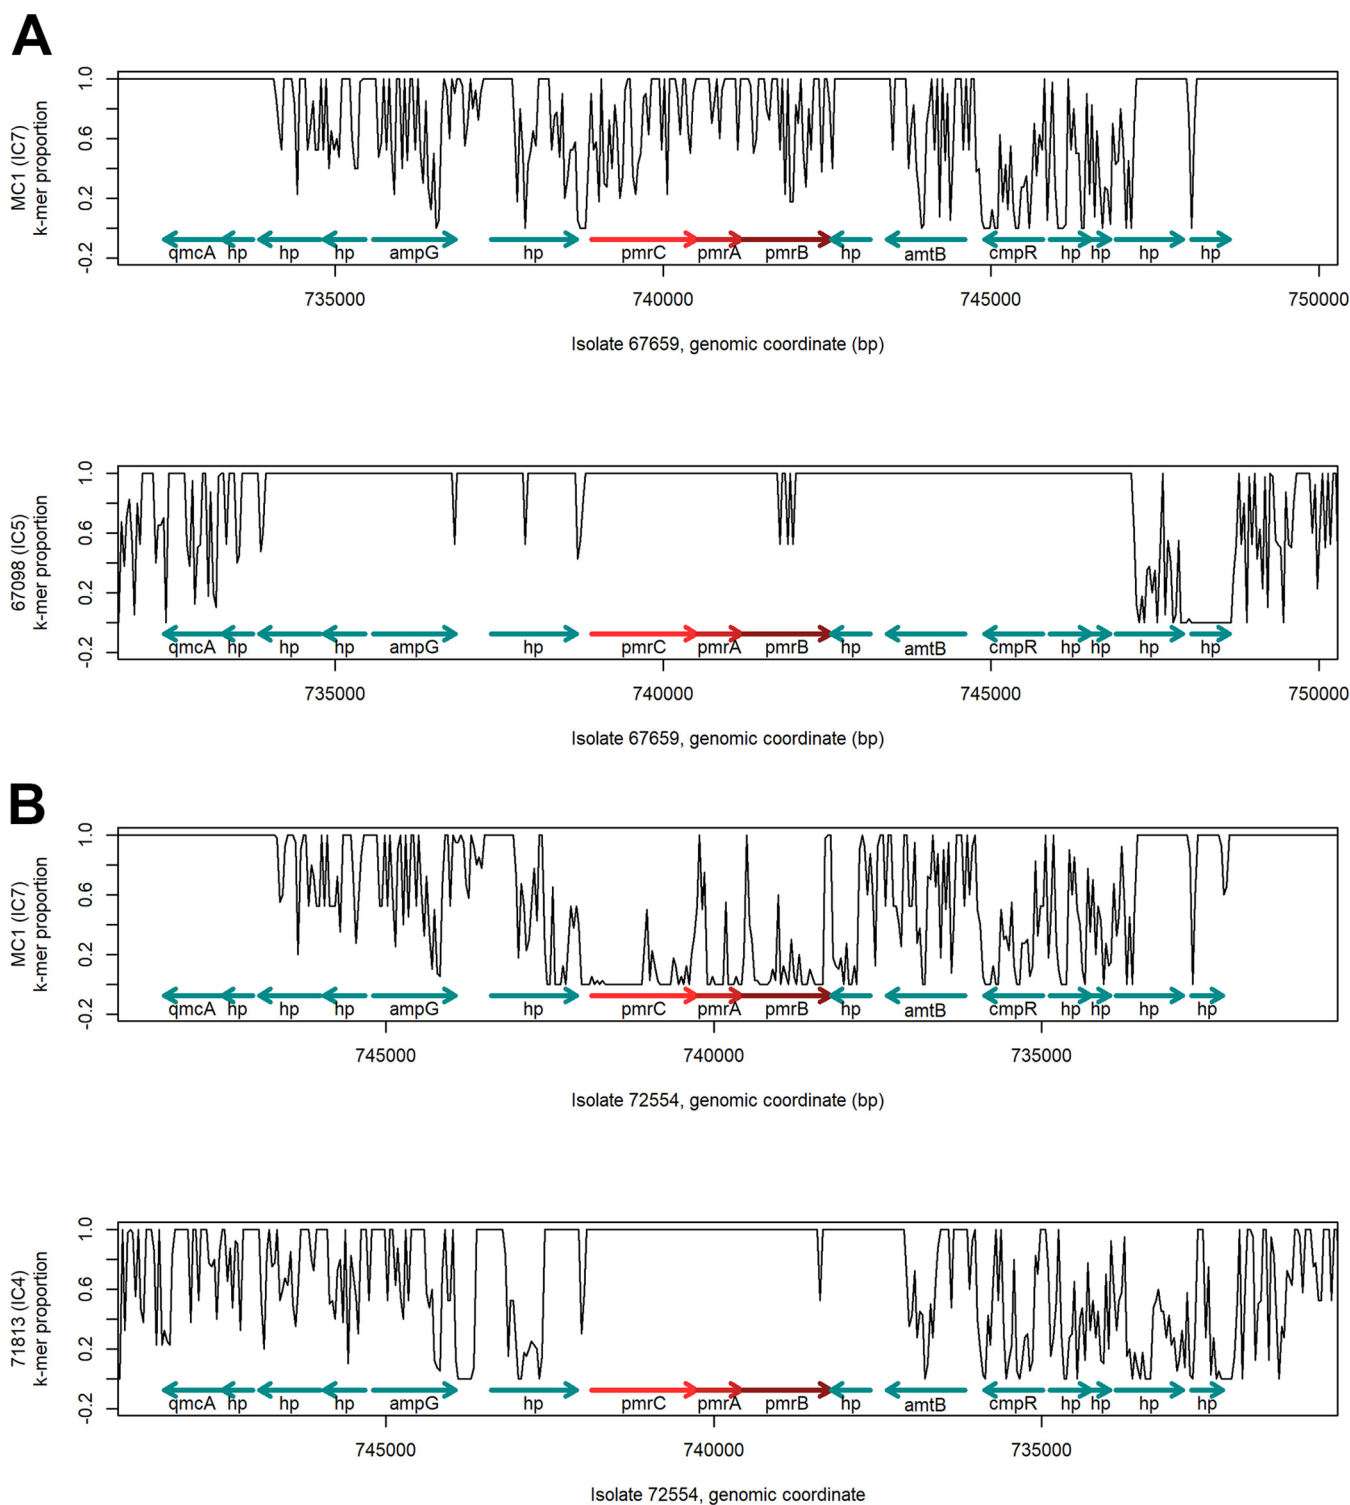 A
MC1 (IC7)
k-mer proportion
1.0
0.6
0.2
-0.2
qmcA hp hp hp ampG hp pmrC pmrA pmrB hp amtB cmpR hp hp hp hp
735000 740000 745000 750000
Isolate 67659, genomic coordinate (bp)
67098 (IC5)
k-mer proportion
1.0
0.6
0.2
-0.2
qmcA hp hp hp ampG hp pmrC pmrA pmrB hp amtB cmpR hp hp hp hp
735000 740000 745000 750000
Isolate 67659, genomic coordinate (bp)
B
MC1 (IC7)
k-mer proportion
1.0
0.6
0.2
-0.2
qmcA hp hp hp ampG hp pmrC pmrA pmrB hp amtB cmpR hp hp hp hp
745000 740000 735000
Isolate 72554, genomic coordinate (bp)
71813 (IC4)
k-mer proportion
1.0
0.6
0.2
-0.2
qmcA hp hp hp ampG hp pmrC pmrA pmrB hp amtB cmpR hp hp hp hp
745000 740000 735000
Isolate 72554, genomic coordinate